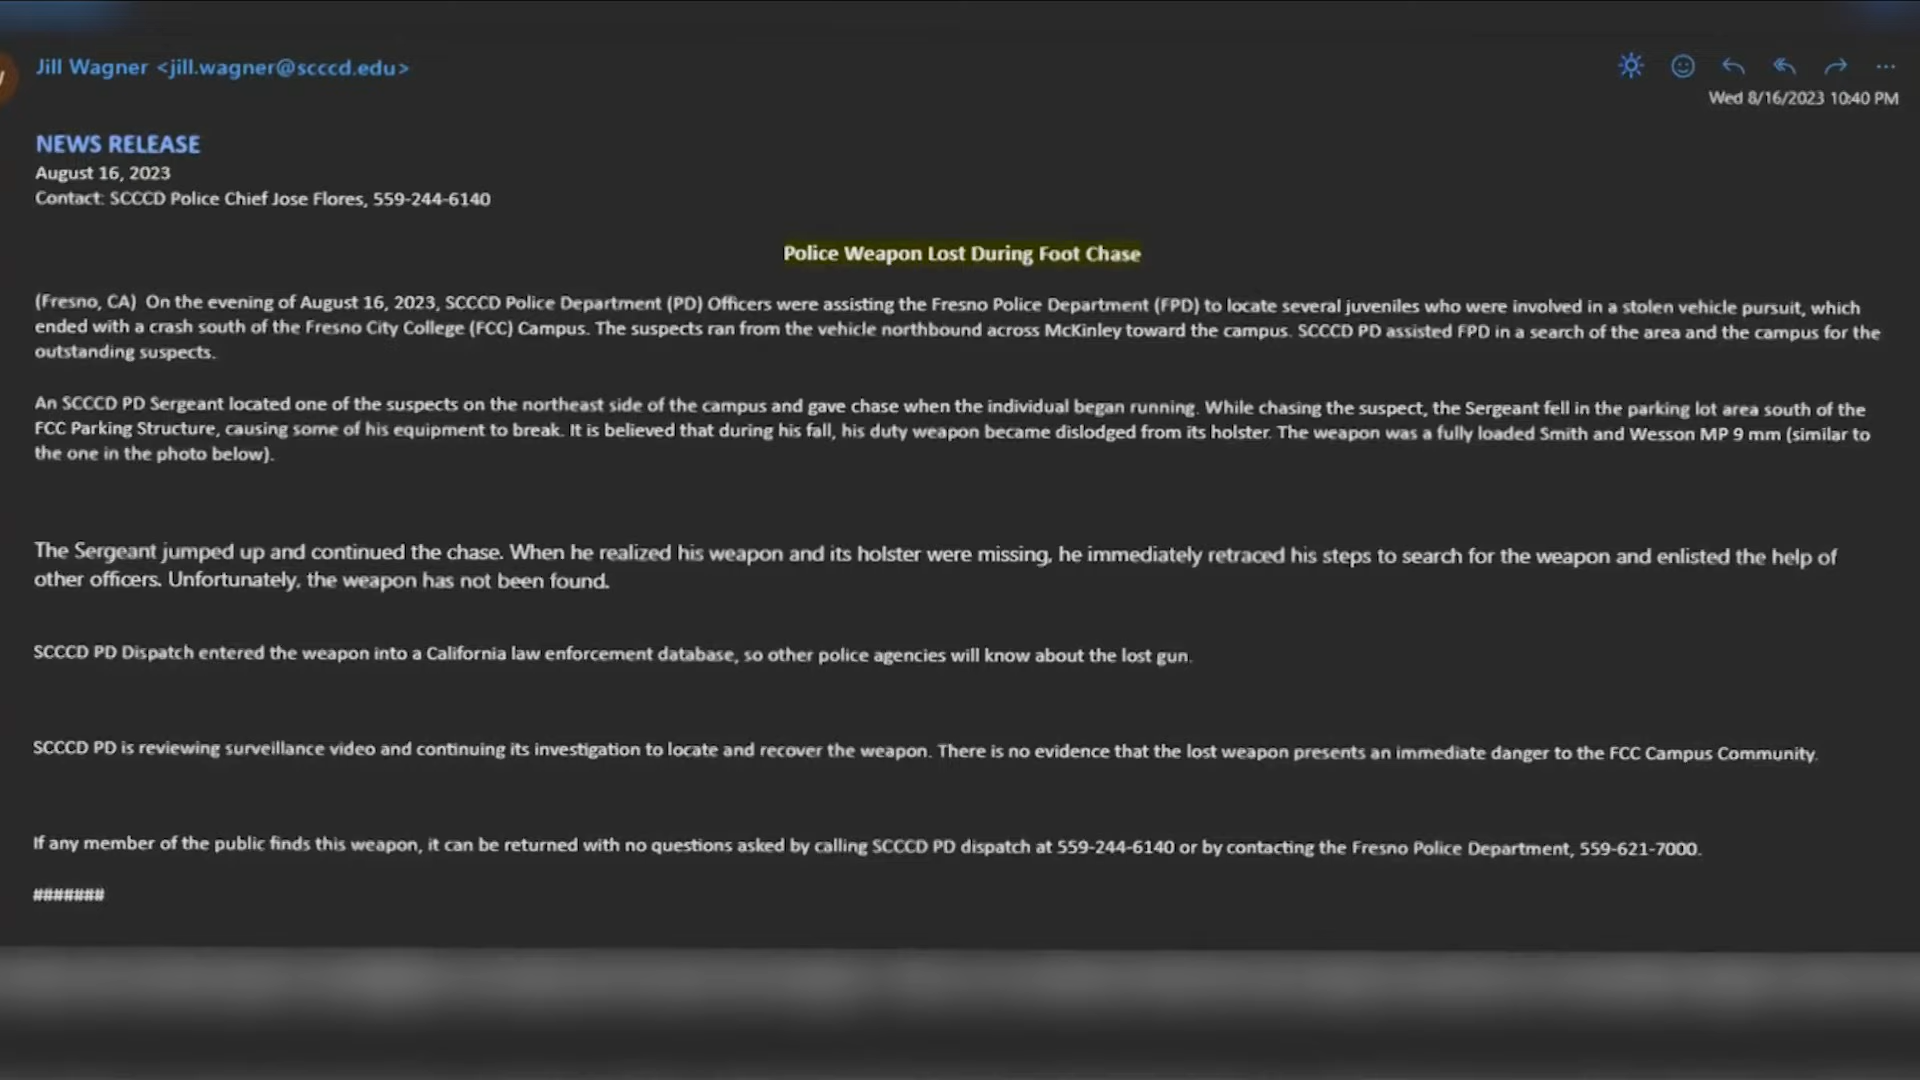 Jill Wagner <jill.wagner@scccd.edu>
Wed 8/16/2023 10:40 PM
NEWS RELEASE
August 16, 2023
Contact: SCCCD Police Chief Jose Flores, 559-244-6140
Police Weapon Lost During Foot Chase
(Fresno, CA) On the evening of August 16, 2023, SCCCD Police Department (PD) Officers were assisting the Fresno Police Department (FPD) to locate several juveniles who were involved in a stolen vehicle pursuit, which
ended with a crash south of the Fresno City College (FCC) Campus. The suspects ran from the vehicle northbound across McKinley toward the campus. SCCCD PD assisted FPD in a search of the area and the campus for the
outstanding suspects.
An SCCCD PD Sergeant located one of the suspects on the northeast side of the campus and gave chase when the individual began running. While chasing the suspect, the Sergeant fell in the parking lot area south of the
FCC Parking Structure, causing some of his equipment to break. It is believed that during his fall, his duty weapon became dislodged from its holster. The weapon was a fully loaded Smith and Wesson MP 9 mm (similar to
the one in the photo below).
The Sergeant jumped up and continued the chase. When he realized his weapon and its holster were missing, he immediately retraced his steps to search for the weapon and enlisted the help of
other officers. Unfortunately, the weapon has not been found.
SCCCD PD Dispatch entered the weapon into a California law enforcement database, so other police agencies will know about the lost gun.
SCCCD PD is reviewing surveillance video and continuing its investigation to locate and recover the weapon. There is no evidence that the lost weapon presents an immediate danger to the FCC Campus Community.
If any member of the public finds this weapon, it can be returned with no questions asked by calling SCCCD PD dispatch at 559-244-6140 or by contacting the Fresno Police Department, 559-621-7000.
#######